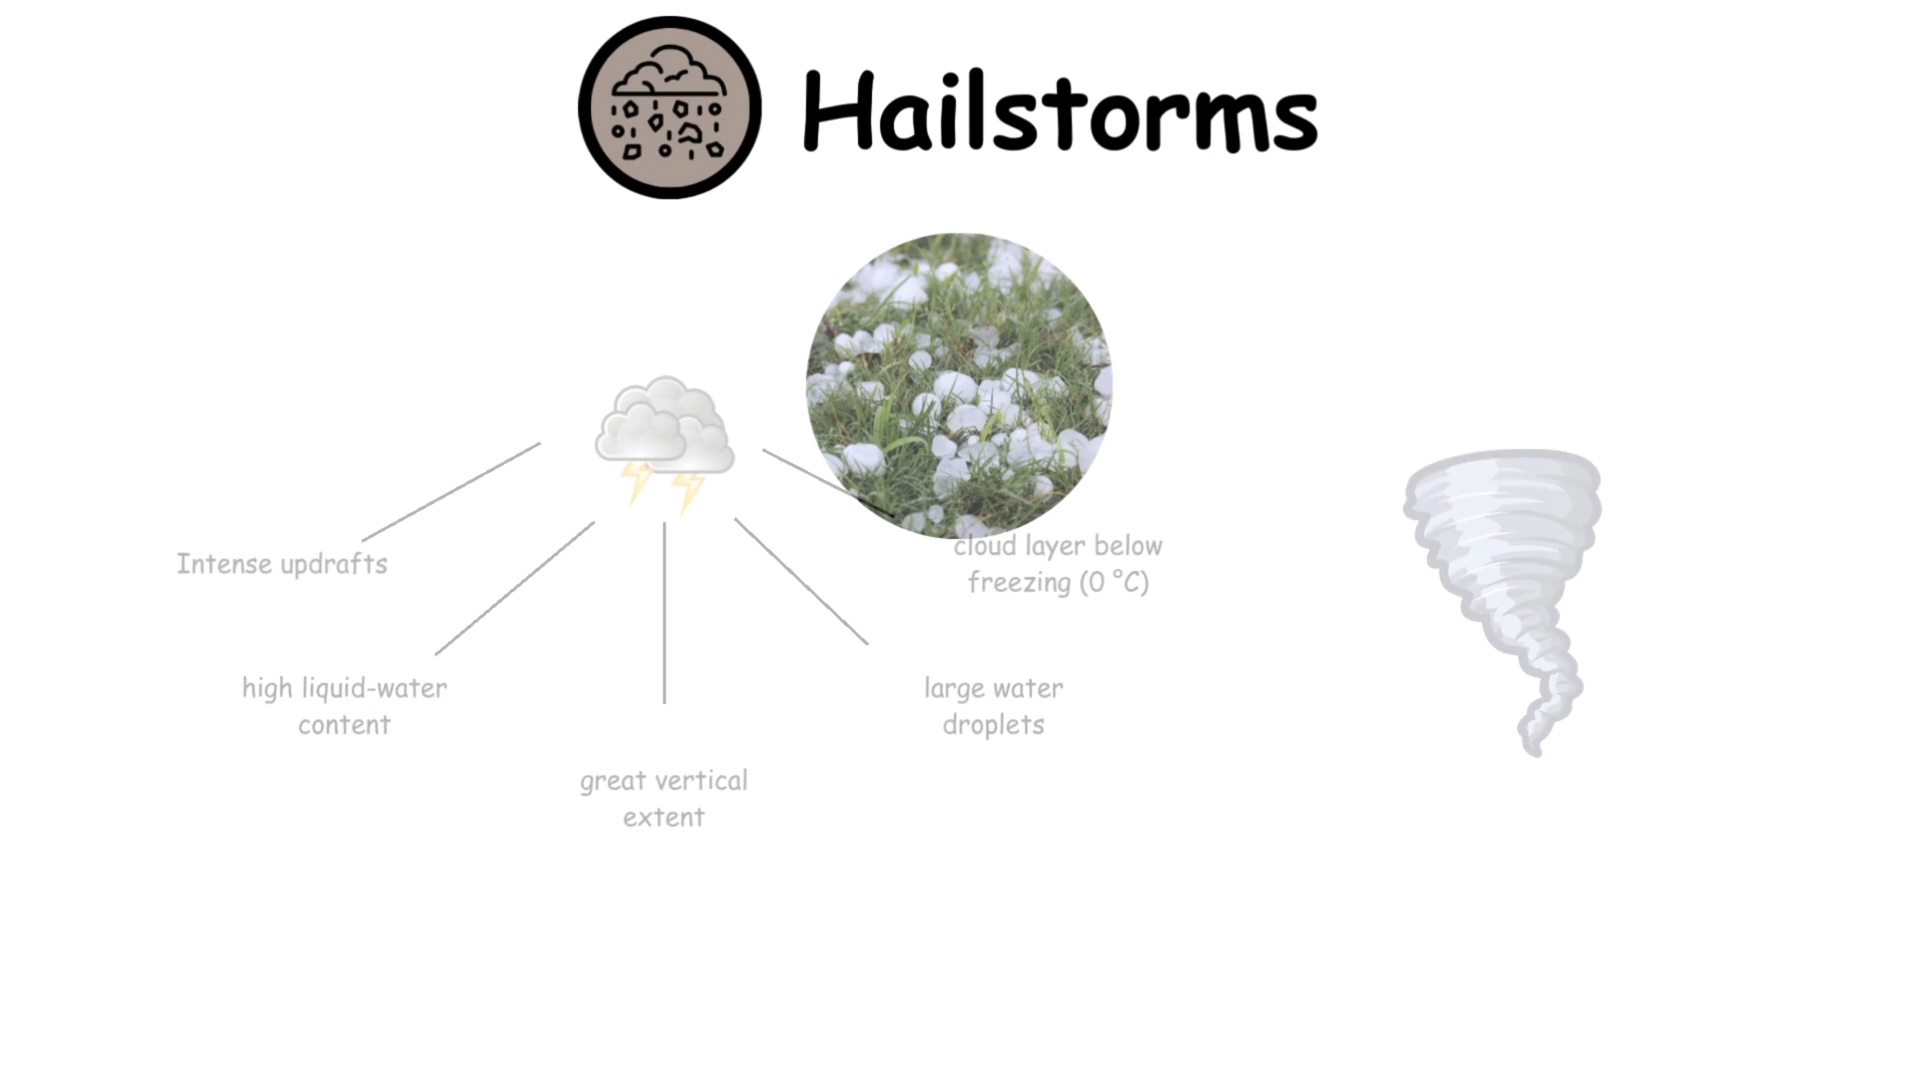 Hailstorms
Intense updrafts
high liquid-water
content
great vertical
extent
large water
droplets
cloud layer below
freezing (0 °C)